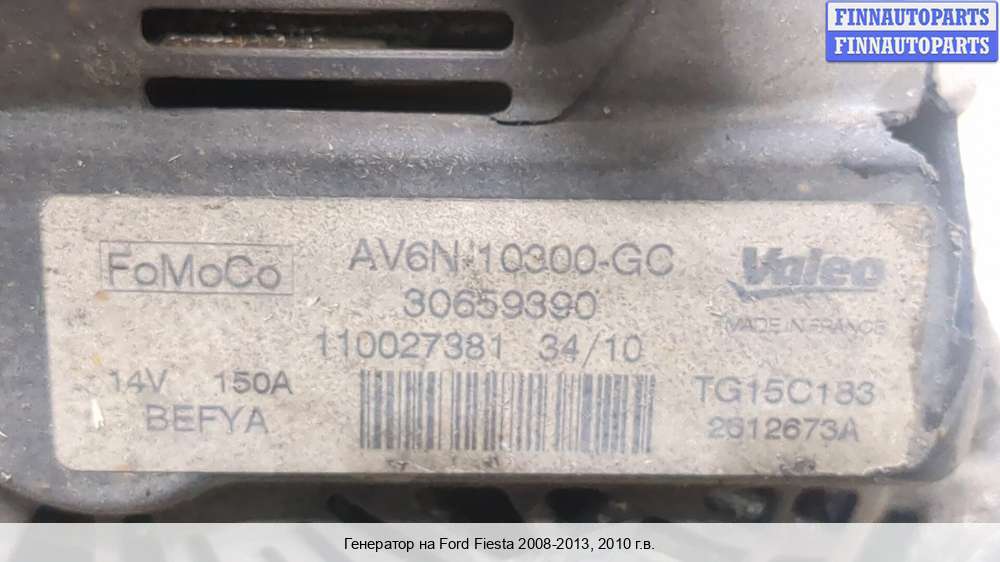 FINNAUTOPARTS
FINNAUTOPARTS
FoMoCo
AV6N-10300-GC
Valeo
30659390
MADE IN FRANCE
110027381 34/10
14V 150A
TG15C183
BEFYA
2612673A
Генератор на Ford Fiesta 2008-2013, 2010 г.в.